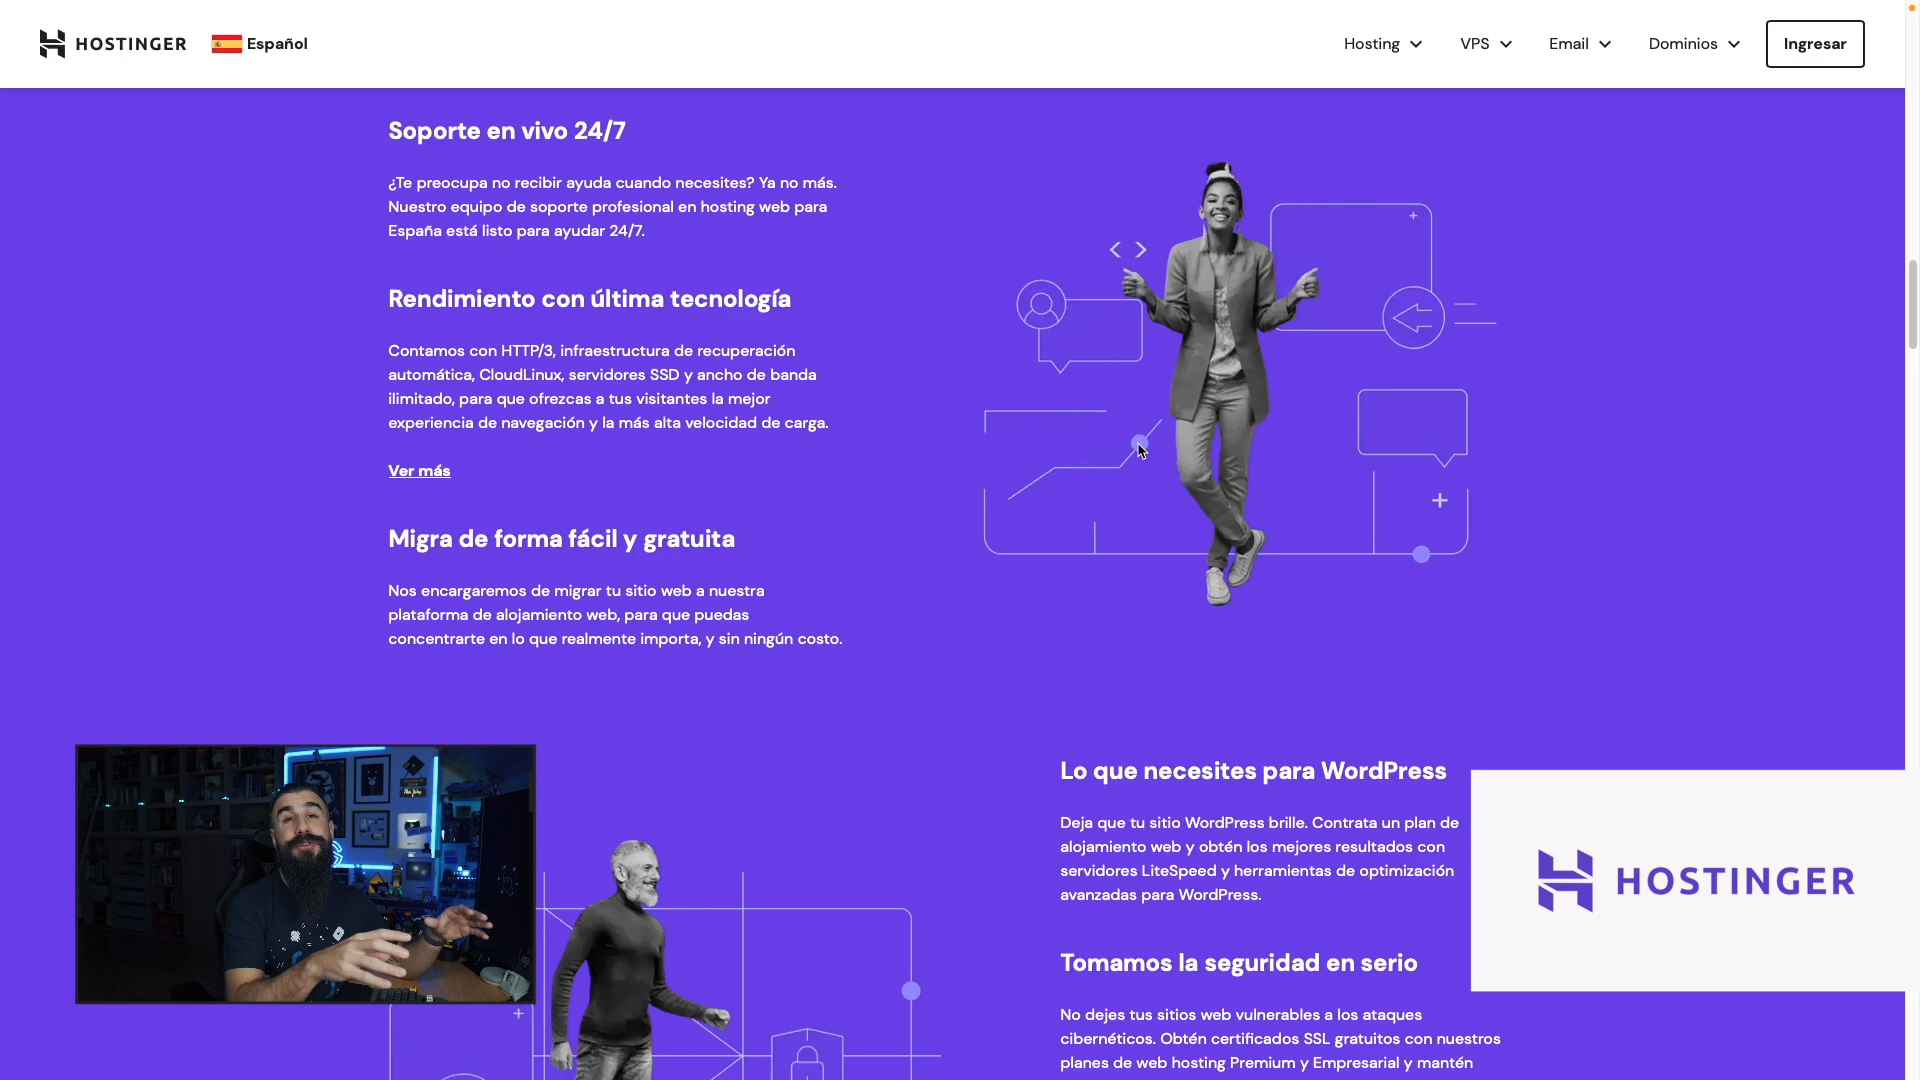 HOSTINGER
Español
Hosting
VPS
Email
Dominios
Ingresar
Soporte en vivo 24/7
¿Te preocupa no recibir ayuda cuando necesites? Ya no más.
Nuestro equipo de soporte profesional en hosting web para
España está listo para ayudar 24/7.
Rendimiento con última tecnología
Contamos con HTTP/3, infraestructura de recuperación
automática, CloudLinux, servidores SSD y ancho de banda
ilimitado, para que ofrezcas a tus visitantes la mejor
experiencia de navegación y la más alta velocidad de carga.
Ver más
Migra de forma fácil y gratuita
Nos encargaremos de migrar tu sitio web a nuestra
plataforma de alojamiento web, para que puedas
concentrarte en lo que realmente importa, y sin ningún costo.
Lo que necesites para WordPress
Deja que tu sitio WordPress brille. Contrata un plan de
alojamiento web y obtén los mejores resultados con
servidores LiteSpeed y herramientas de optimización
avanzadas para WordPress.
HOSTINGER
Tomamos la seguridad en serio
No dejes tus sitios web vulnerables a los ataques
cibernéticos. Obtén certificados SSL gratuitos con nuestros
planes de web hosting Premium y Empresarial y mantén